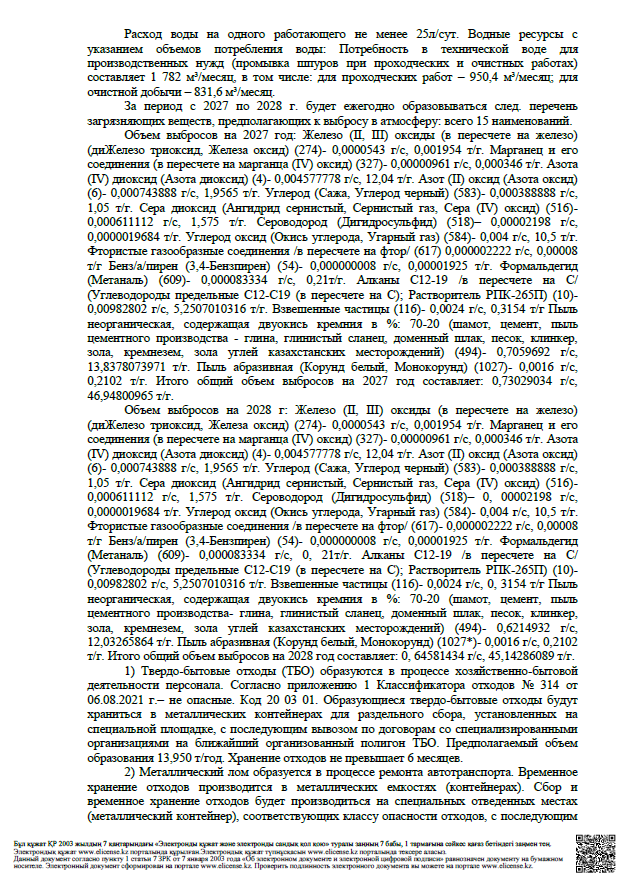 Расход воды на одного работающего не менее 25л/сут. Водные ресурсы с
указанием объемов потребления воды: Потребность в технической воде для
производственных нужд (промывка шпуров при проходческих и очистных работах)
составляет 1 782 м³/месяц, в том числе: для проходческих работ – 950,4 м³/месяц; для
очистной добычи – 831,6 м³/месяц.
За период с 2027 по 2028 г. будет ежегодно образовываться след. перечень
загрязняющих веществ, предполагающих к выбросу в атмосферу: всего 15 наименований.
Объем выбросов на 2027 год: Железо (II, III) оксиды (в пересчете на железо)
(диЖелезо триоксид, Железа оксид) (274)- 0,0000543 г/с, 0,001954 т/г. Марганец и его
соединения (в пересчете на марганца (IV) оксид) (327)- 0,00000961 г/с, 0,000346 т/г. Азота
(IV) диоксид (Азота диоксид) (4)- 0,004577778 г/с, 12,04 т/г. Азот (II) оксид (Азота оксид)
(6)- 0,000743888 г/с, 1,9565 т/г. Углерод (Сажа, Углерод черный) (583)- 0,000388888 г/с,
1,05 т/г. Сера диоксид (Ангидрид сернистый, Сернистый газ, Сера (IV) оксид) (516)-
0,000611112 г/с, 1,575 т/г. Сероводород (Дигидросульфид) (518)– 0,00002198 г/с,
0,0000019684 т/г. Углерод оксид (Окись углерода, Угарный газ) (584)- 0,004 г/с, 10,5 т/г.
Фтористые газообразные соединения /в пересчете на фтор/ (617) 0,000002222 г/с, 0,00008
т/г Бенз/а/пирен (3,4-Бензпирен) (54)- 0,000000008 г/с, 0,00001925 т/г. Формальдегид
(Метаналь) (609)- 0,000083334 г/с, 0,21т/г. Алканы С12-19 /в пересчете на С/
(Углеводороды предельные С12-С19 (в пересчете на С); Растворитель РПК-265П) (10)-
0,00982802 г/с, 5,2507010316 т/г. Взвешенные частицы (116)- 0,0024 г/с, 0,3154 т/г Пыль
неорганическая, содержащая двуокись кремния в %: 70-20 (шамот, цемент, пыль
цементного производства - глина, глинистый сланец, доменный шлак, песок, клинкер,
зола, кремнезем, зола углей казахстанских месторождений) (494)- 0,7059692 г/с,
13,8378073971 т/г. Пыль абразивная (Корунд белый, Монокорунд) (1027)- 0,0016 г/с,
0,2102 т/г. Итого общий объем выбросов на 2027 год составляет: 0,73029034 г/с,
46,94800965 т/г.
Объем выбросов на 2028 г: Железо (II, III) оксиды (в пересчете на железо)
(диЖелезо триоксид, Железа оксид) (274)- 0,0000543 г/с, 0,001954 т/г. Марганец и его
соединения (в пересчете на марганца (IV) оксид) (327)- 0,00000961 г/с, 0,000346 т/г. Азота
(IV) диоксид (Азота диоксид) (4)- 0,004577778 г/с, 12,04 т/г. Азот (II) оксид (Азота оксид)
(6)- 0,000743888 г/с, 1,9565 т/г. Углерод (Сажа, Углерод черный) (583)- 0,000388888 г/с,
1,05 т/г. Сера диоксид (Ангидрид сернистый, Сернистый газ, Сера (IV) оксид) (516)-
0,000611112 г/с, 1,575 т/г. Сероводород (Дигидросульфид) (518)– 0, 00002198 г/с,
0,0000019684 т/г. Углерод оксид (Окись углерода, Угарный газ) (584)- 0,004 г/с, 10,5 т/г.
Фтористые газообразные соединения /в пересчете на фтор/ (617)- 0,000002222 г/с, 0,00008
т/г Бенз/а/пирен (3,4-Бензпирен) (54)- 0,000000008 г/с, 0,00001925 т/г. Формальдегид
(Метаналь) (609)- 0,000083334 г/с, 0, 21т/г. Алканы С12-19 /в пересчете на С/
(Углеводороды предельные С12-С19 (в пересчете на С); Растворитель РПК-265П) (10)-
0,00982802 г/с, 5,2507010316 т/г. Взвешенные частицы (116)- 0,0024 г/с, 0, 3154 т/г Пыль
неорганическая, содержащая двуокись кремния в %: 70-20 (шамот, цемент, пыль
цементного производства- глина, глинистый сланец, доменный шлак, песок, клинкер,
зола, кремнезем, зола углей казахстанских месторождений) (494)- 0,6214932 г/с,
12,03265864 т/г. Пыль абразивная (Корунд белый, Монокорунд) (1027*)- 0,0016 г/с, 0,2102
т/г. Итого общий объем выбросов на 2028 год составляет: 0, 64581434 г/с, 45,14286089 т/г.
1) Твердо-бытовые отходы (ТБО) образуются в процессе хозяйственно-бытовой
деятельности персонала. Согласно приложению 1 Классификатора отходов № 314 от
06.08.2021 г.– не опасные. Код 20 03 01. Образующиеся твердо-бытовые отходы будут
храниться в металлических контейнерах для раздельного сбора, установленных на
специальной площадке, с последующим вывозом по договорам со специализированными
организациями на ближайший организованный полигон ТБО. Предполагаемый объем
образования 13,950 т/год. Хранение отходов не превышает 6 месяцев.
2) Металлический лом образуется в процессе ремонта автотранспорта. Временное
хранение отходов производится в металлических емкостях (контейнерах). Сбор и
временное хранение отходов будет производиться на специальных отведенных местах
(металлический контейнер), соответствующих классу опасности отходов, с последующим
Бұл құжат ҚР 2003 жылдың 7 қаңтарындағы «Электронды құжат және электронды сандық қол қою» туралы заңның 7 бабы, 1 тармағына сәйкес қағаз бетіндегі заңмен тең.
Электрондық құжат www.elicense.kz порталында құрылған.Электрондық құжат түпнұсқасын www.elicense.kz порталында тексере аласыз.
Данный документ согласно пункту 1 статьи 7 ЗРК от 7 января 2003 года «Об электронном документе и электронной цифровой подписи» равнозначен документу на бумажном
носителе. Электронный документ сформирован на портале www.elicense.kz. Проверить подлинность электронного документа вы можете на портале www.elicense.kz.